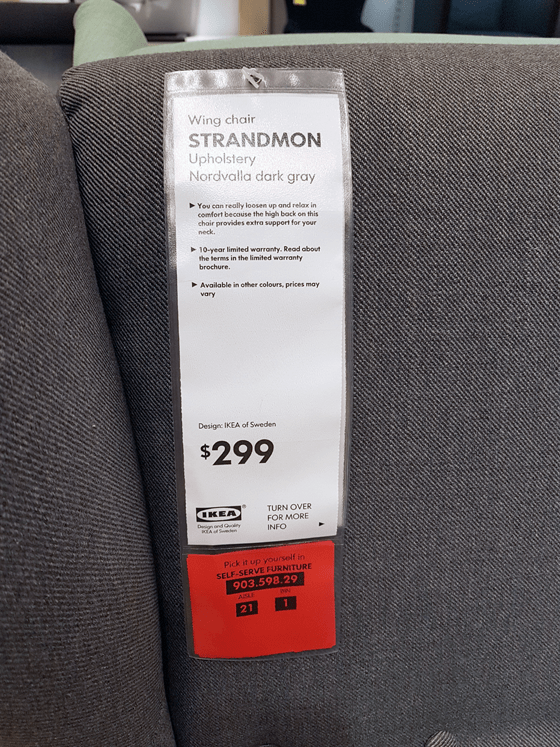 Wing chair
STRANDMON
Upholstery
Nordvalla dark gray
▶ You can really loosen up and relax in
comfort because the high back on this
chair provides extra support for your
neck.
▶ 10-year limited warranty. Read about
the terms in the limited warranty
brochure.
▶ Available in other colours, prices may
vary
Design: IKEA of Sweden
$299
IKEA®
Design and Quality
IKEA of Sweden
TURN OVER
FOR MORE
INFO ▶
Pick it up yourself in
SELF-SERVE FURNITURE
903.598.29
AISLE BIN
21 1